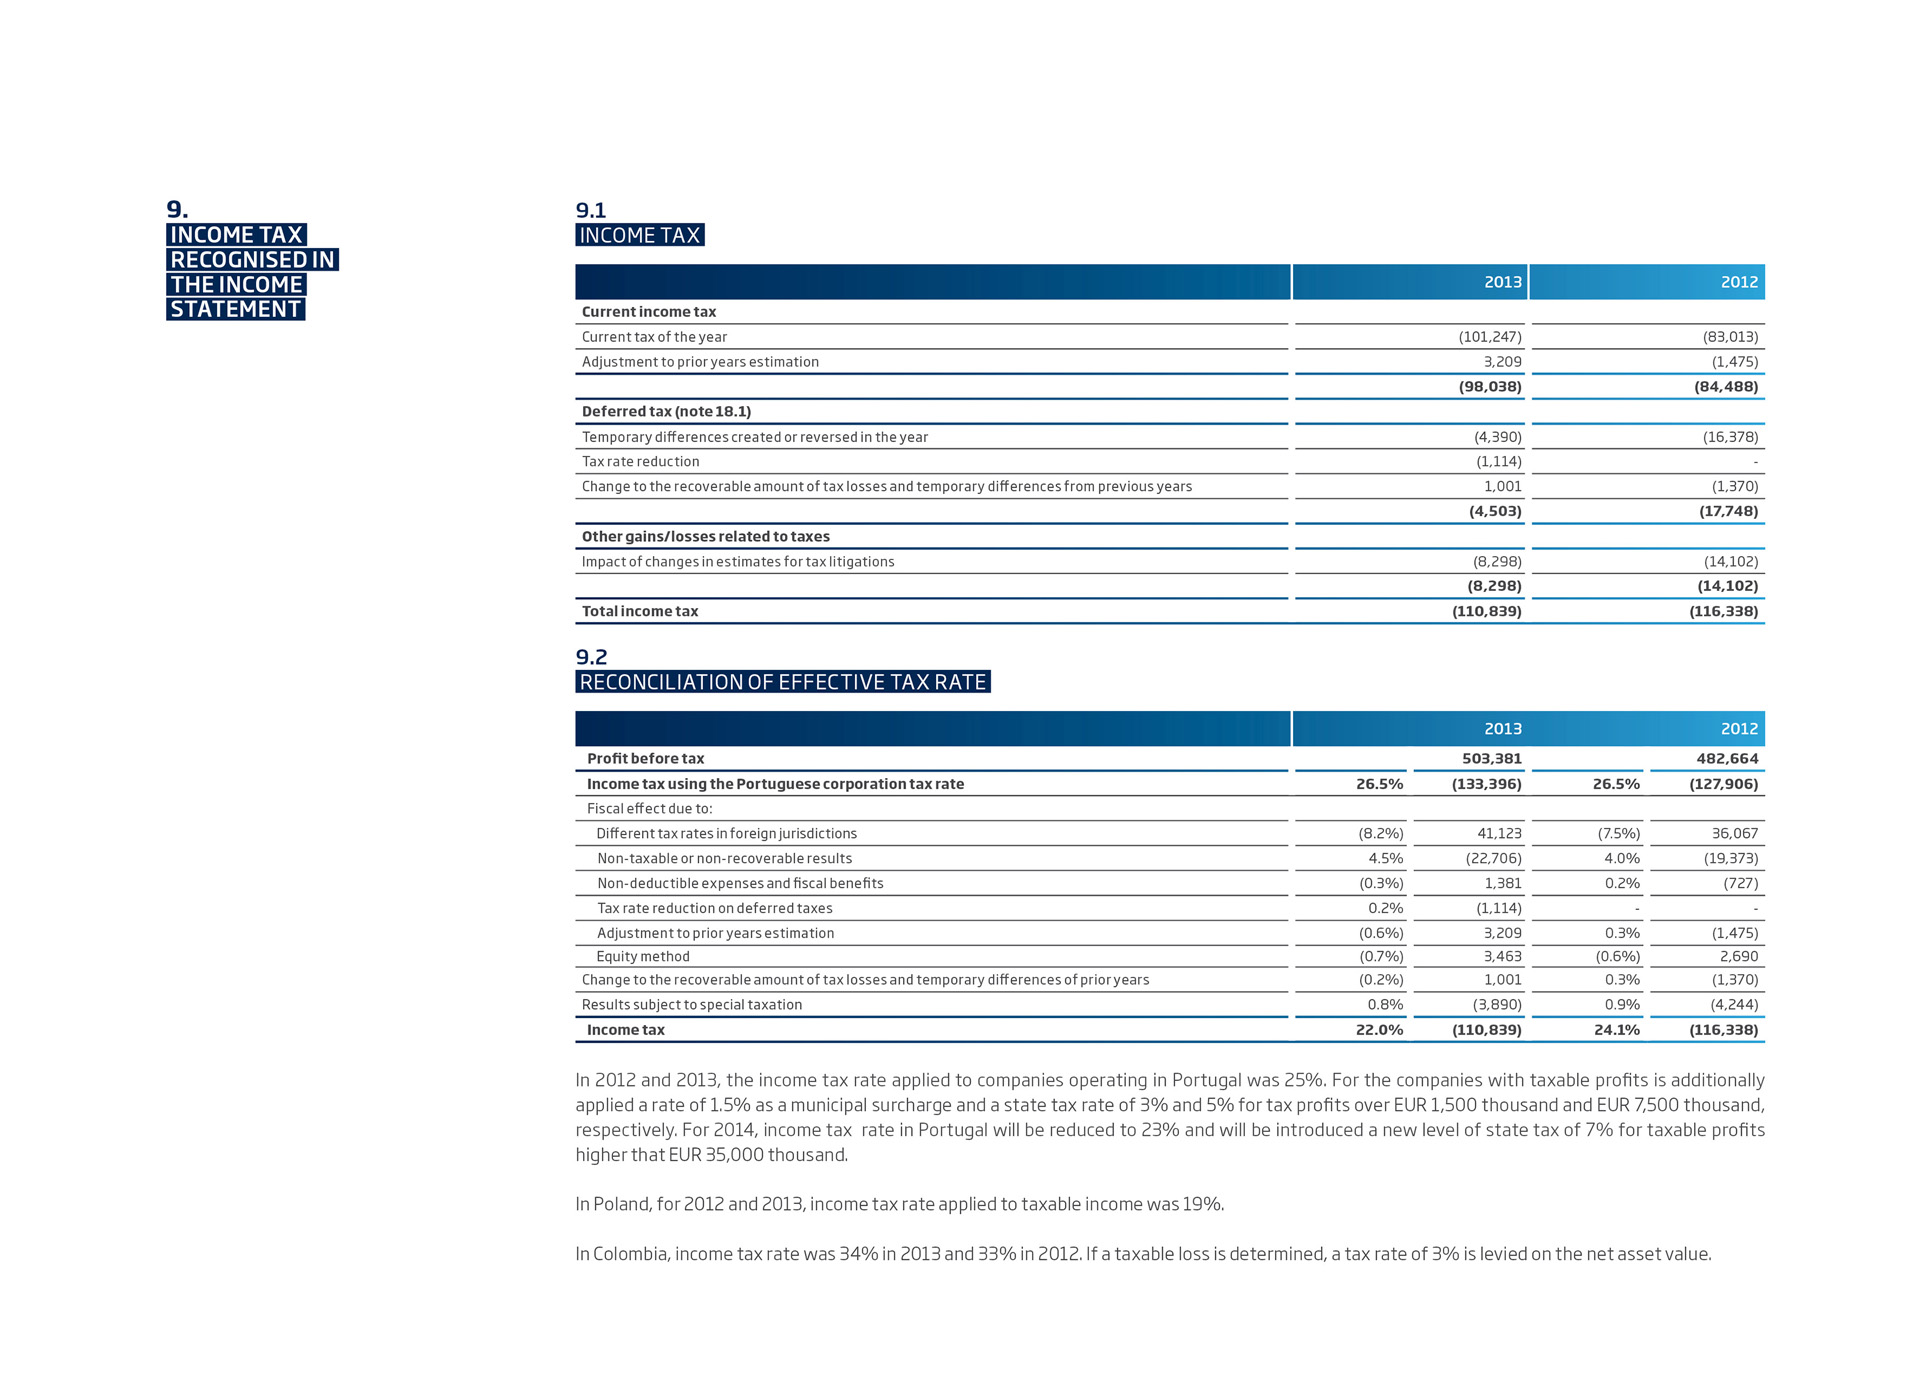 9.
INCOME TAX
RECOGNISED IN
THE INCOME
STATEMENT
9.1
INCOME TAX
2013 2012
Current income tax
Current tax of the year (101,247) (83,013)
Adjustment to prior years estimation 3,209 (1,475)
(98,038) (84,488)
Deferred tax (note 18.1)
Temporary differences created or reversed in the year (4,390) (16,378)
Tax rate reduction (1,114) -
Change to the recoverable amount of tax losses and temporary differences from previous years 1,001 (1,370)
(4,503) (17,748)
Other gains/losses related to taxes
Impact of changes in estimates for tax litigations (8,298) (14,102)
(8,298) (14,102)
Total income tax (110,839) (116,338)
9.2
RECONCILIATION OF EFFECTIVE TAX RATE
2013 2012
Profit before tax 503,381 482,664
Income tax using the Portuguese corporation tax rate 26.5% (133,396) 26.5% (127,906)
Fiscal effect due to:
Different tax rates in foreign jurisdictions (8.2%) 41,123 (7.5%) 36,067
Non-taxable or non-recoverable results 4.5% (22,706) 4.0% (19,373)
Non-deductible expenses and fiscal benefits (0.3%) 1,381 0.2% (727)
Tax rate reduction on deferred taxes 0.2% (1,114) - -
Adjustment to prior years estimation (0.6%) 3,209 0.3% (1,475)
Equity method (0.7%) 3,463 (0.6%) 2,690
Change to the recoverable amount of tax losses and temporary differences of prior years (0.2%) 1,001 0.3% (1,370)
Results subject to special taxation 0.8% (3,890) 0.9% (4,244)
Income tax 22.0% (110,839) 24.1% (116,338)
In 2012 and 2013, the income tax rate applied to companies operating in Portugal was 25%. For the companies with taxable profits is additionally
applied a rate of 1.5% as a municipal surcharge and a state tax rate of 3% and 5% for tax profits over EUR 1,500 thousand and EUR 7,500 thousand,
respectively. For 2014, income tax rate in Portugal will be reduced to 23% and will be introduced a new level of state tax of 7% for taxable profits
higher that EUR 35,000 thousand.
In Poland, for 2012 and 2013, income tax rate applied to taxable income was 19%.
In Colombia, income tax rate was 34% in 2013 and 33% in 2012. If a taxable loss is determined, a tax rate of 3% is levied on the net asset value.